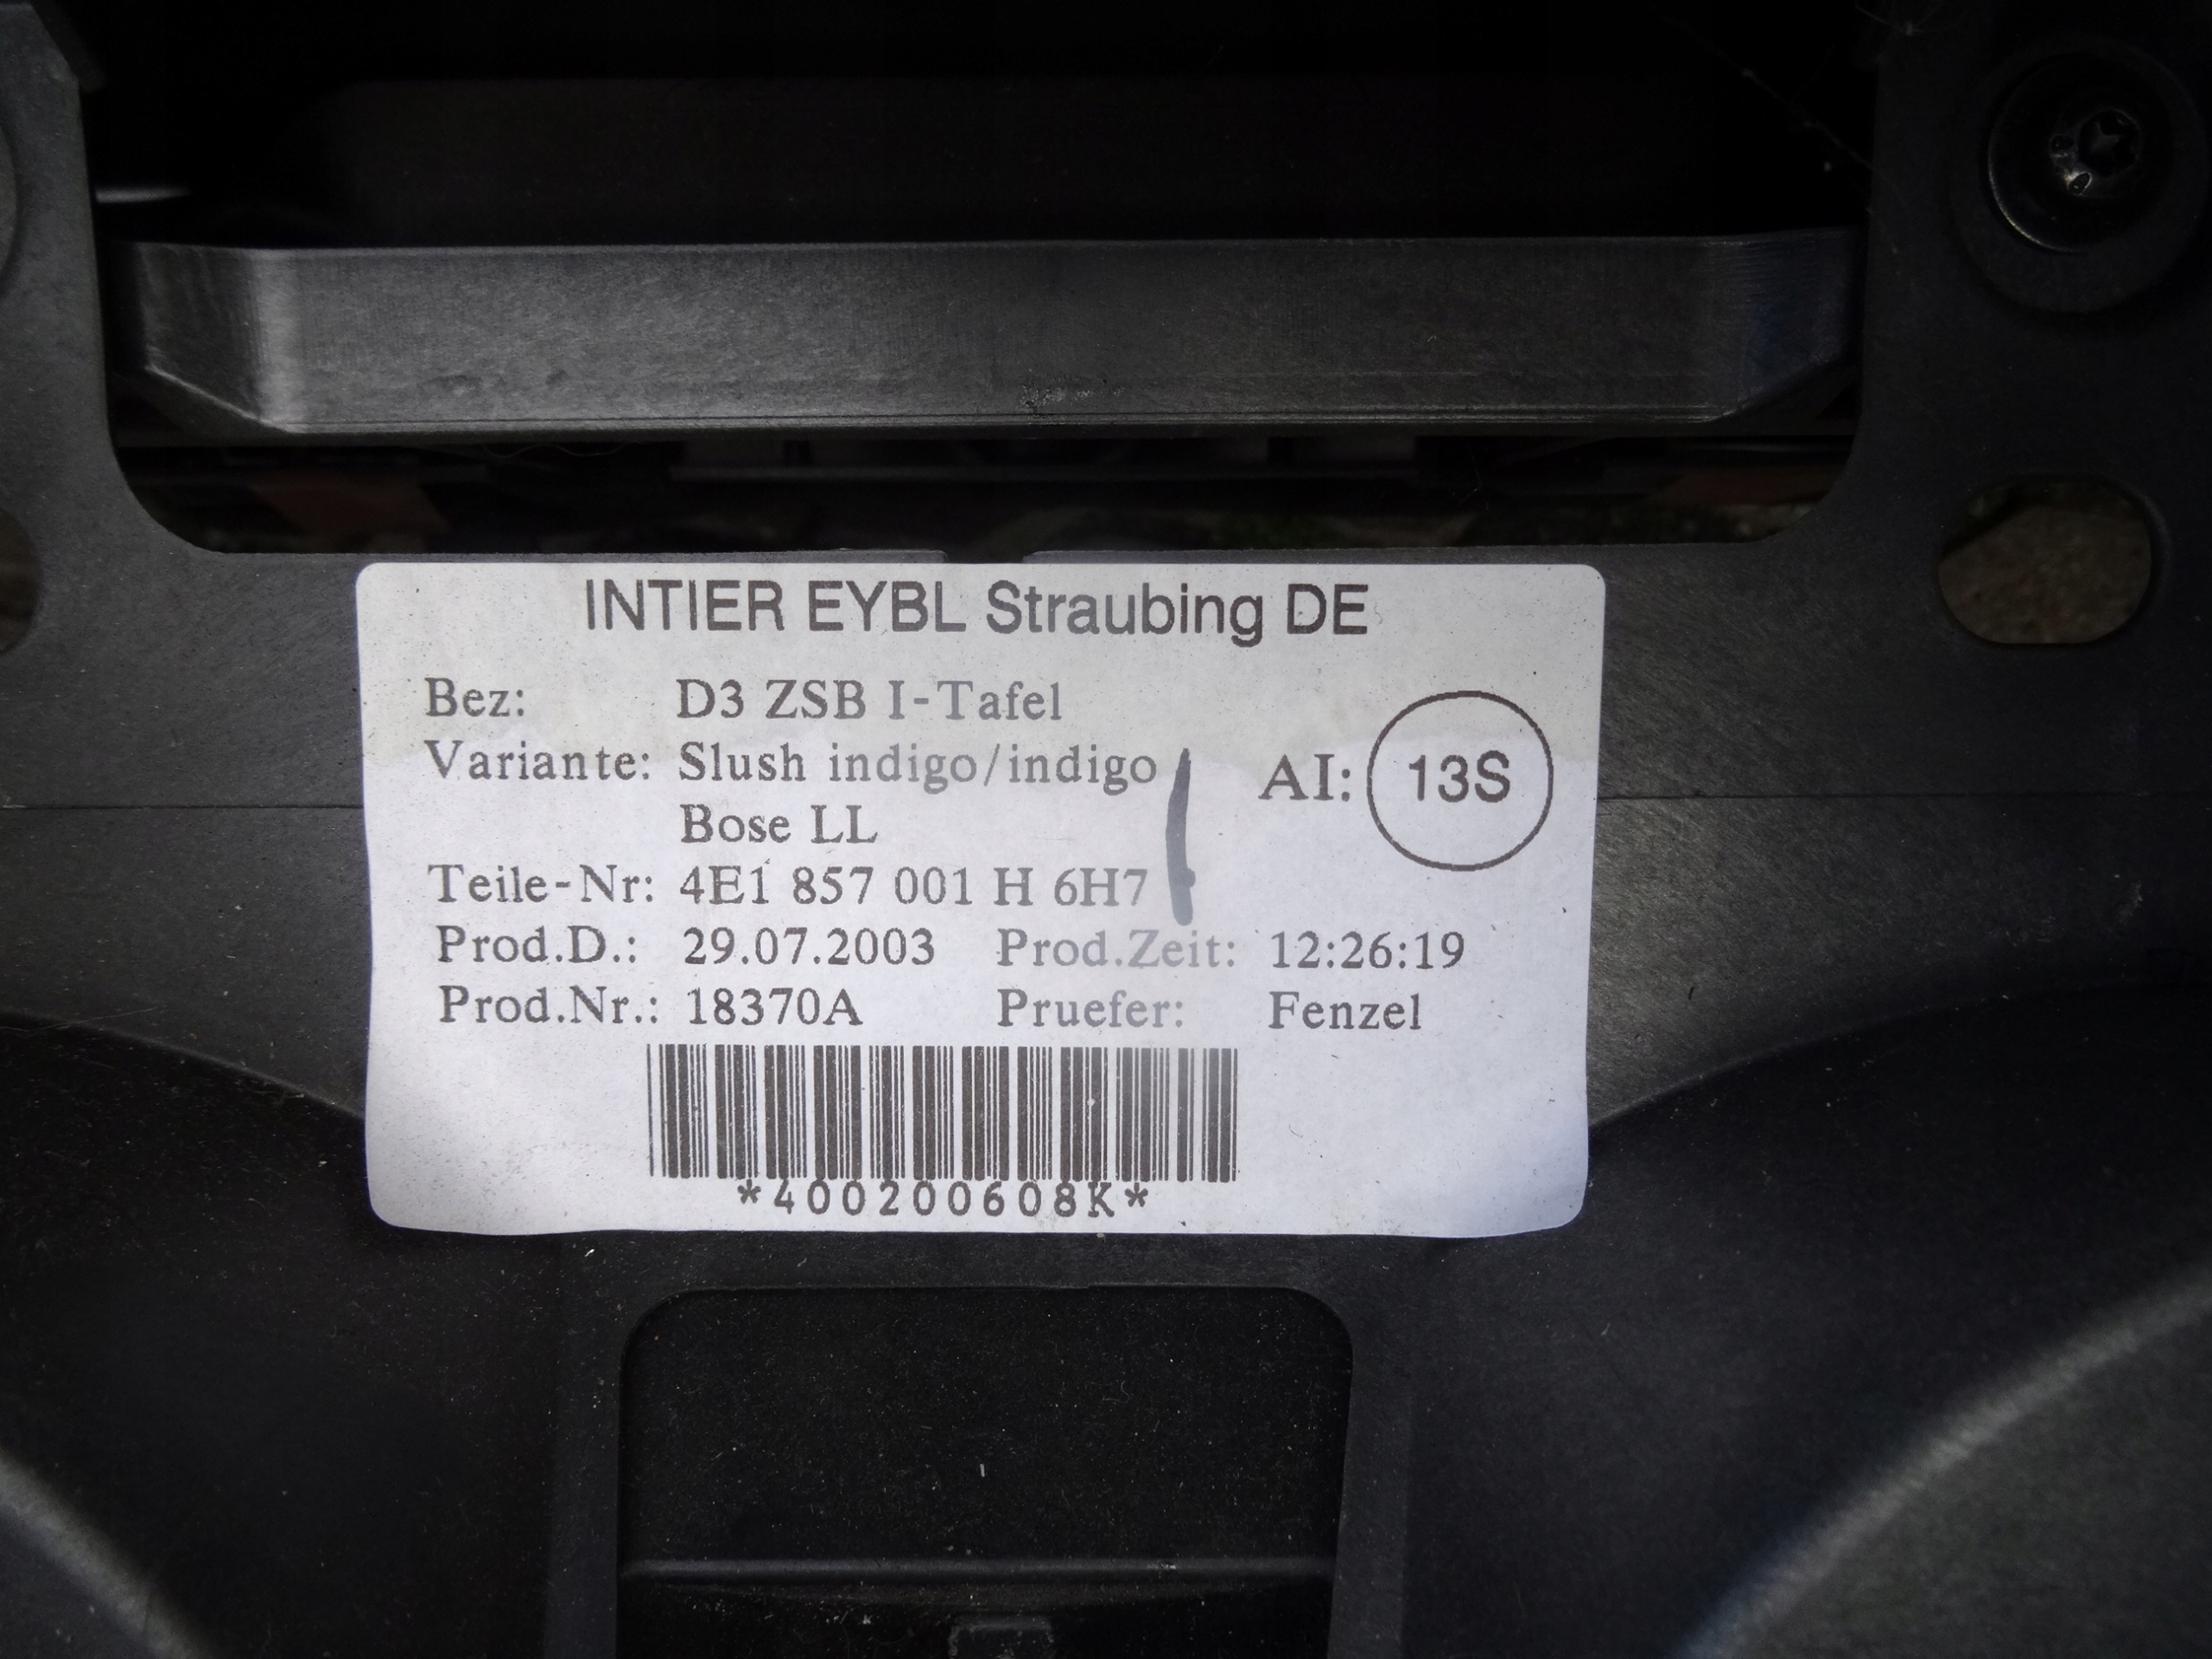 INTIER EYBL Straubing DE
Bez: D3 ZSB I-Tafel
Variante: Slush indigo/indigo
Bose LL
AI: 13S
Teile-Nr: 4E1 857 001 H 6H7
Prod.D.: 29.07.2003 Prod.Zeit: 12:26:19
Prod.Nr.: 18370A Pruefer: Fenzel
*400200608K*